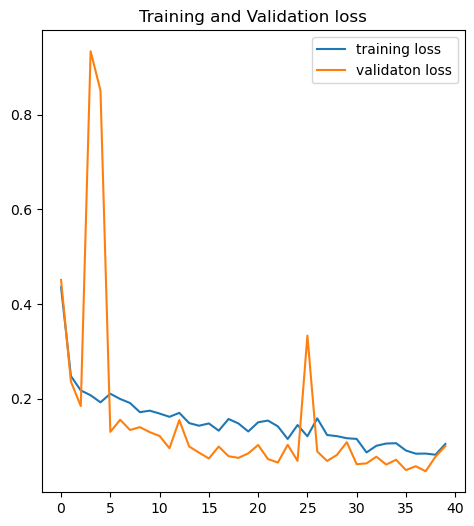 Training and Validation loss
training loss
validaton loss
0.8
0.6
0.4
0.2
0 5 10 15 20 25 30 35 40